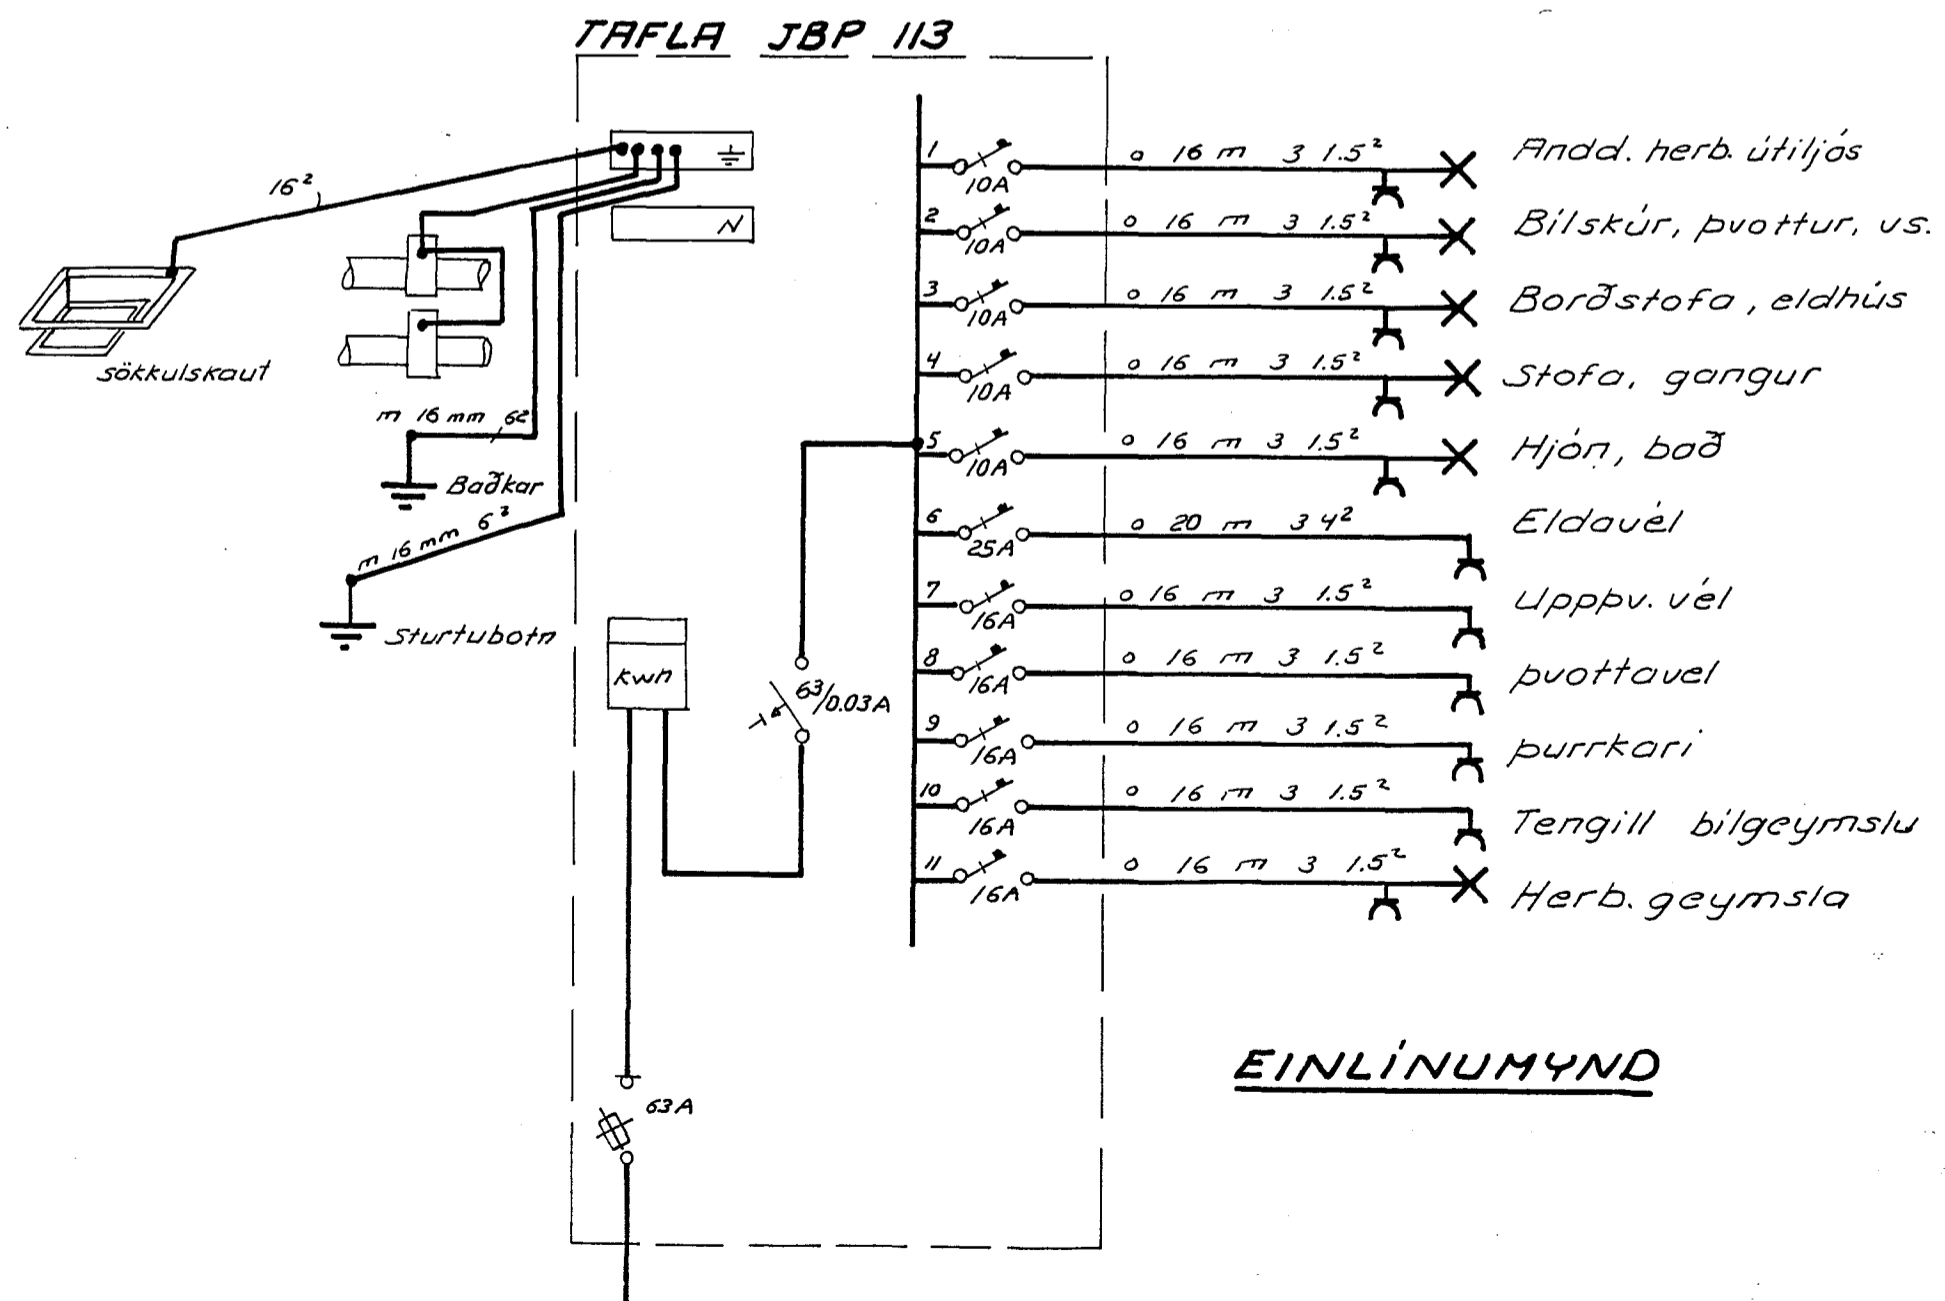 TAFLA JBP 113
16²
sökkulskaut
m 16 mm 6²
Baðkar
m 16 mm 6²
Sturtubotn
N
kwh
63/0.03A
63A
1 10A o 16 m 3 1.5² Andd. herb. útiljós
2 10A o 16 m 3 1.5² Bílskúr, þvottur, vs.
3 10A o 16 m 3 1.5² Borðstofa, eldhús
4 10A o 16 m 3 1.5² Stofa, gangur
5 10A o 16 m 3 1.5² Hjón, bað
6 25A o 20 m 3 4² Eldavél
7 16A o 16 m 3 1.5² Uppþv. vél
8 16A o 16 m 3 1.5² þvottavel
9 16A o 16 m 3 1.5² þurrkari
10 16A o 16 m 3 1.5² Tengill bílgeymslu
11 16A o 16 m 3 1.5² Herb. geymsla
EINLÍNUMYND